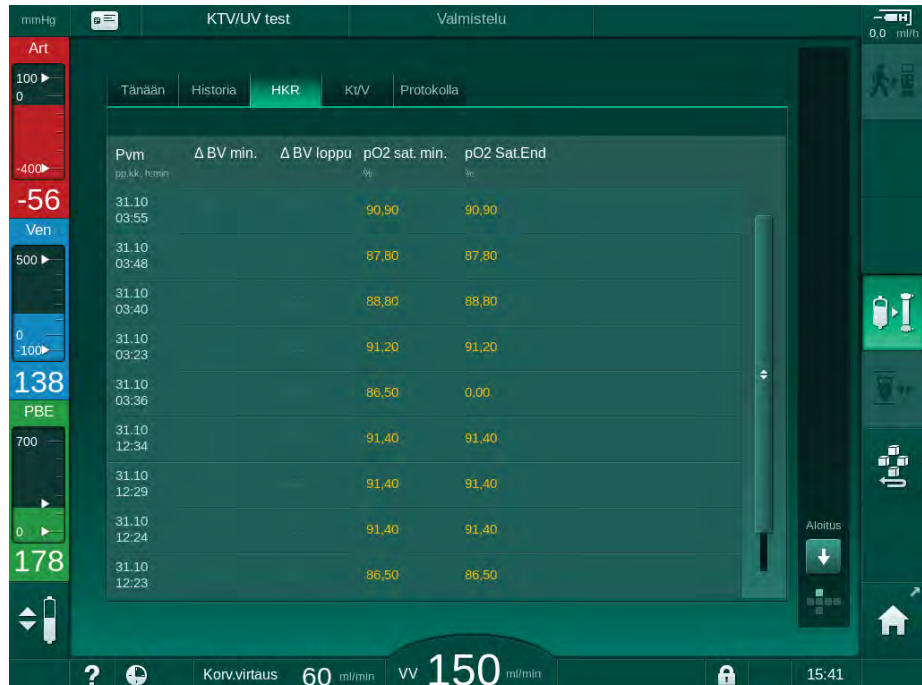 mmHg KTV/UV test Valmistelu
0,0 ml/h
Art
100
0
-400
-56
Ven
500
0
-100
138
PBE
700
0
178
Tänään Historia HKR Kt/V Protokolla
Pvm Δ BV min. Δ BV loppu pO2 sat. min. pO2 Sat.End
pp.kk. h:min % %
31.10
03:55 90,90 90,90
31.10
03:48 87,80 87,80
31.10
03:40 88,80 88,80
31.10
03:23 91,20 91,20
31.10
03:36 86,50 0,00
31.10
12:34 91,40 91,40
31.10
12:29 91,40 91,40
31.10
12:24 91,40 91,40
31.10
12:23 86,50 86,50
Aloitus
? Korv.virtaus 60 ml/min VV 150 ml/min 15:41